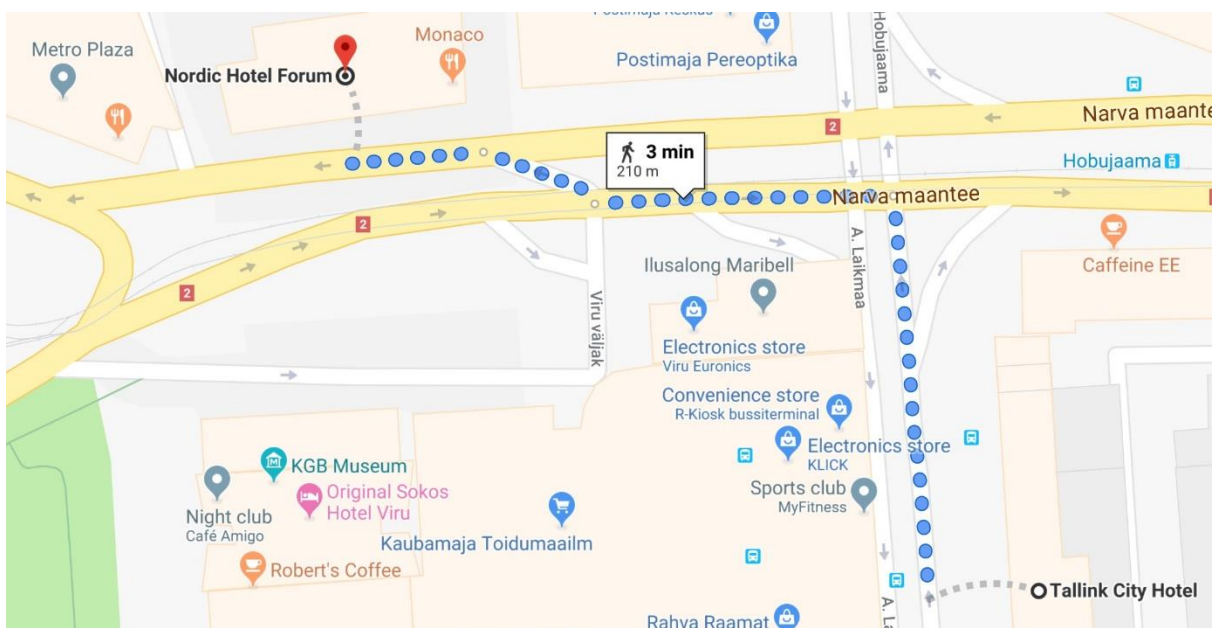 Postimaja Keskus
Hobujaama
Metro Plaza
Monaco
Nordic Hotel Forum
Postimaja Pereoptika
Narva maante
2
3 min
210 m
Hobujaama
Narva maantee
2
A. Laikmaa
Caffeine EE
Ilusalong Maribell
2
Viru väljak
Electronics store
Viru Euronics
Convenience store
R-Kiosk bussiterminal
Electronics store
KLICK
KGB Museum
Original Sokos
Hotel Viru
Sports club
MyFitness
Night club
Café Amigo
Kaubamaja Toidumaailm
Robert's Coffee
Tallink City Hotel
A. La
Rahva Raamat